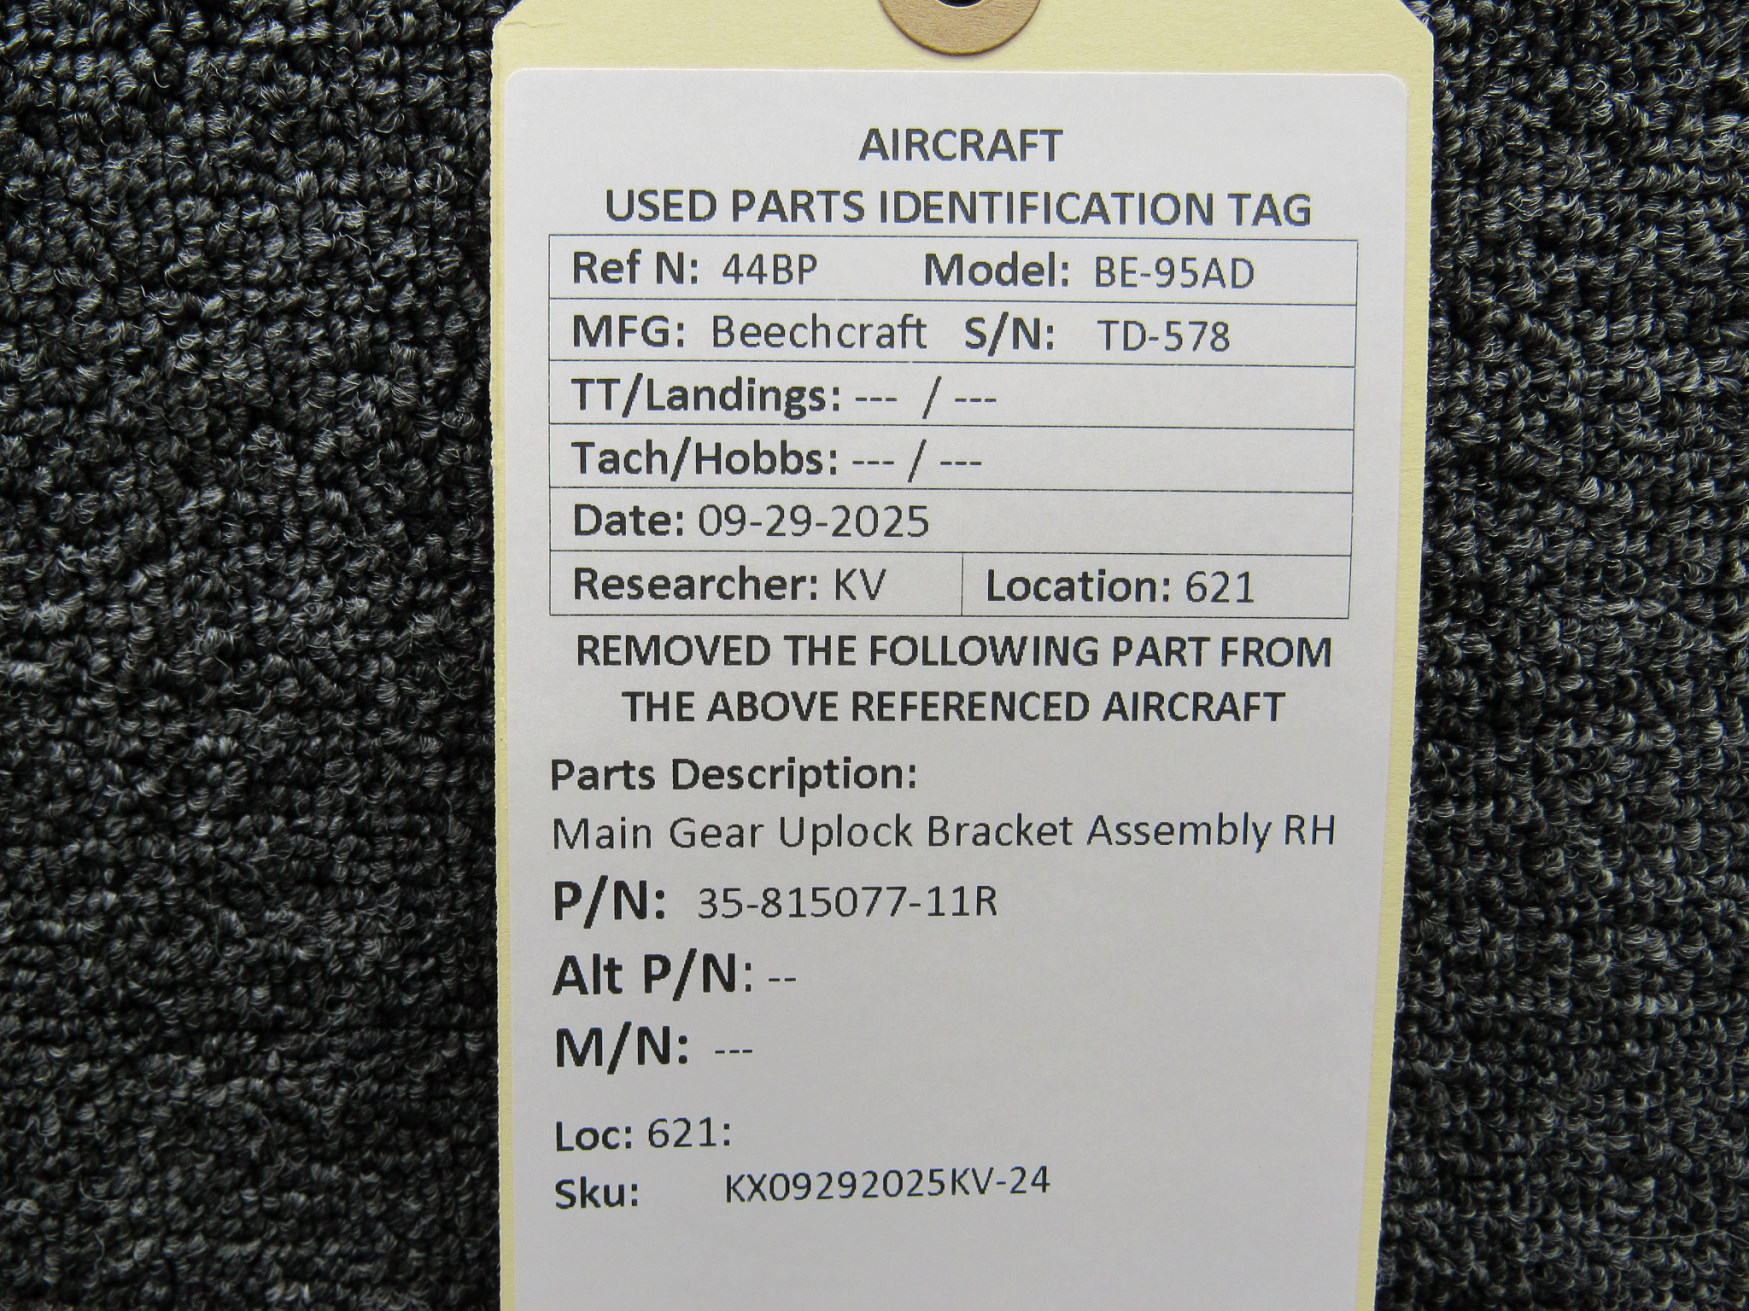 AIRCRAFT
USED PARTS IDENTIFICATION TAG
Ref N: 44BP Model: BE-95AD
MFG: Beechcraft S/N: TD-578
TT/Landings: --- / ---
Tach/Hobbs: --- / ---
Date: 09-29-2025
Researcher: KV Location: 621
REMOVED THE FOLLOWING PART FROM
THE ABOVE REFERENCED AIRCRAFT
Parts Description:
Main Gear Uplock Bracket Assembly RH
P/N: 35-815077-11R
Alt P/N: --
M/N: ---
Loc: 621:
Sku: KX09292025KV-24